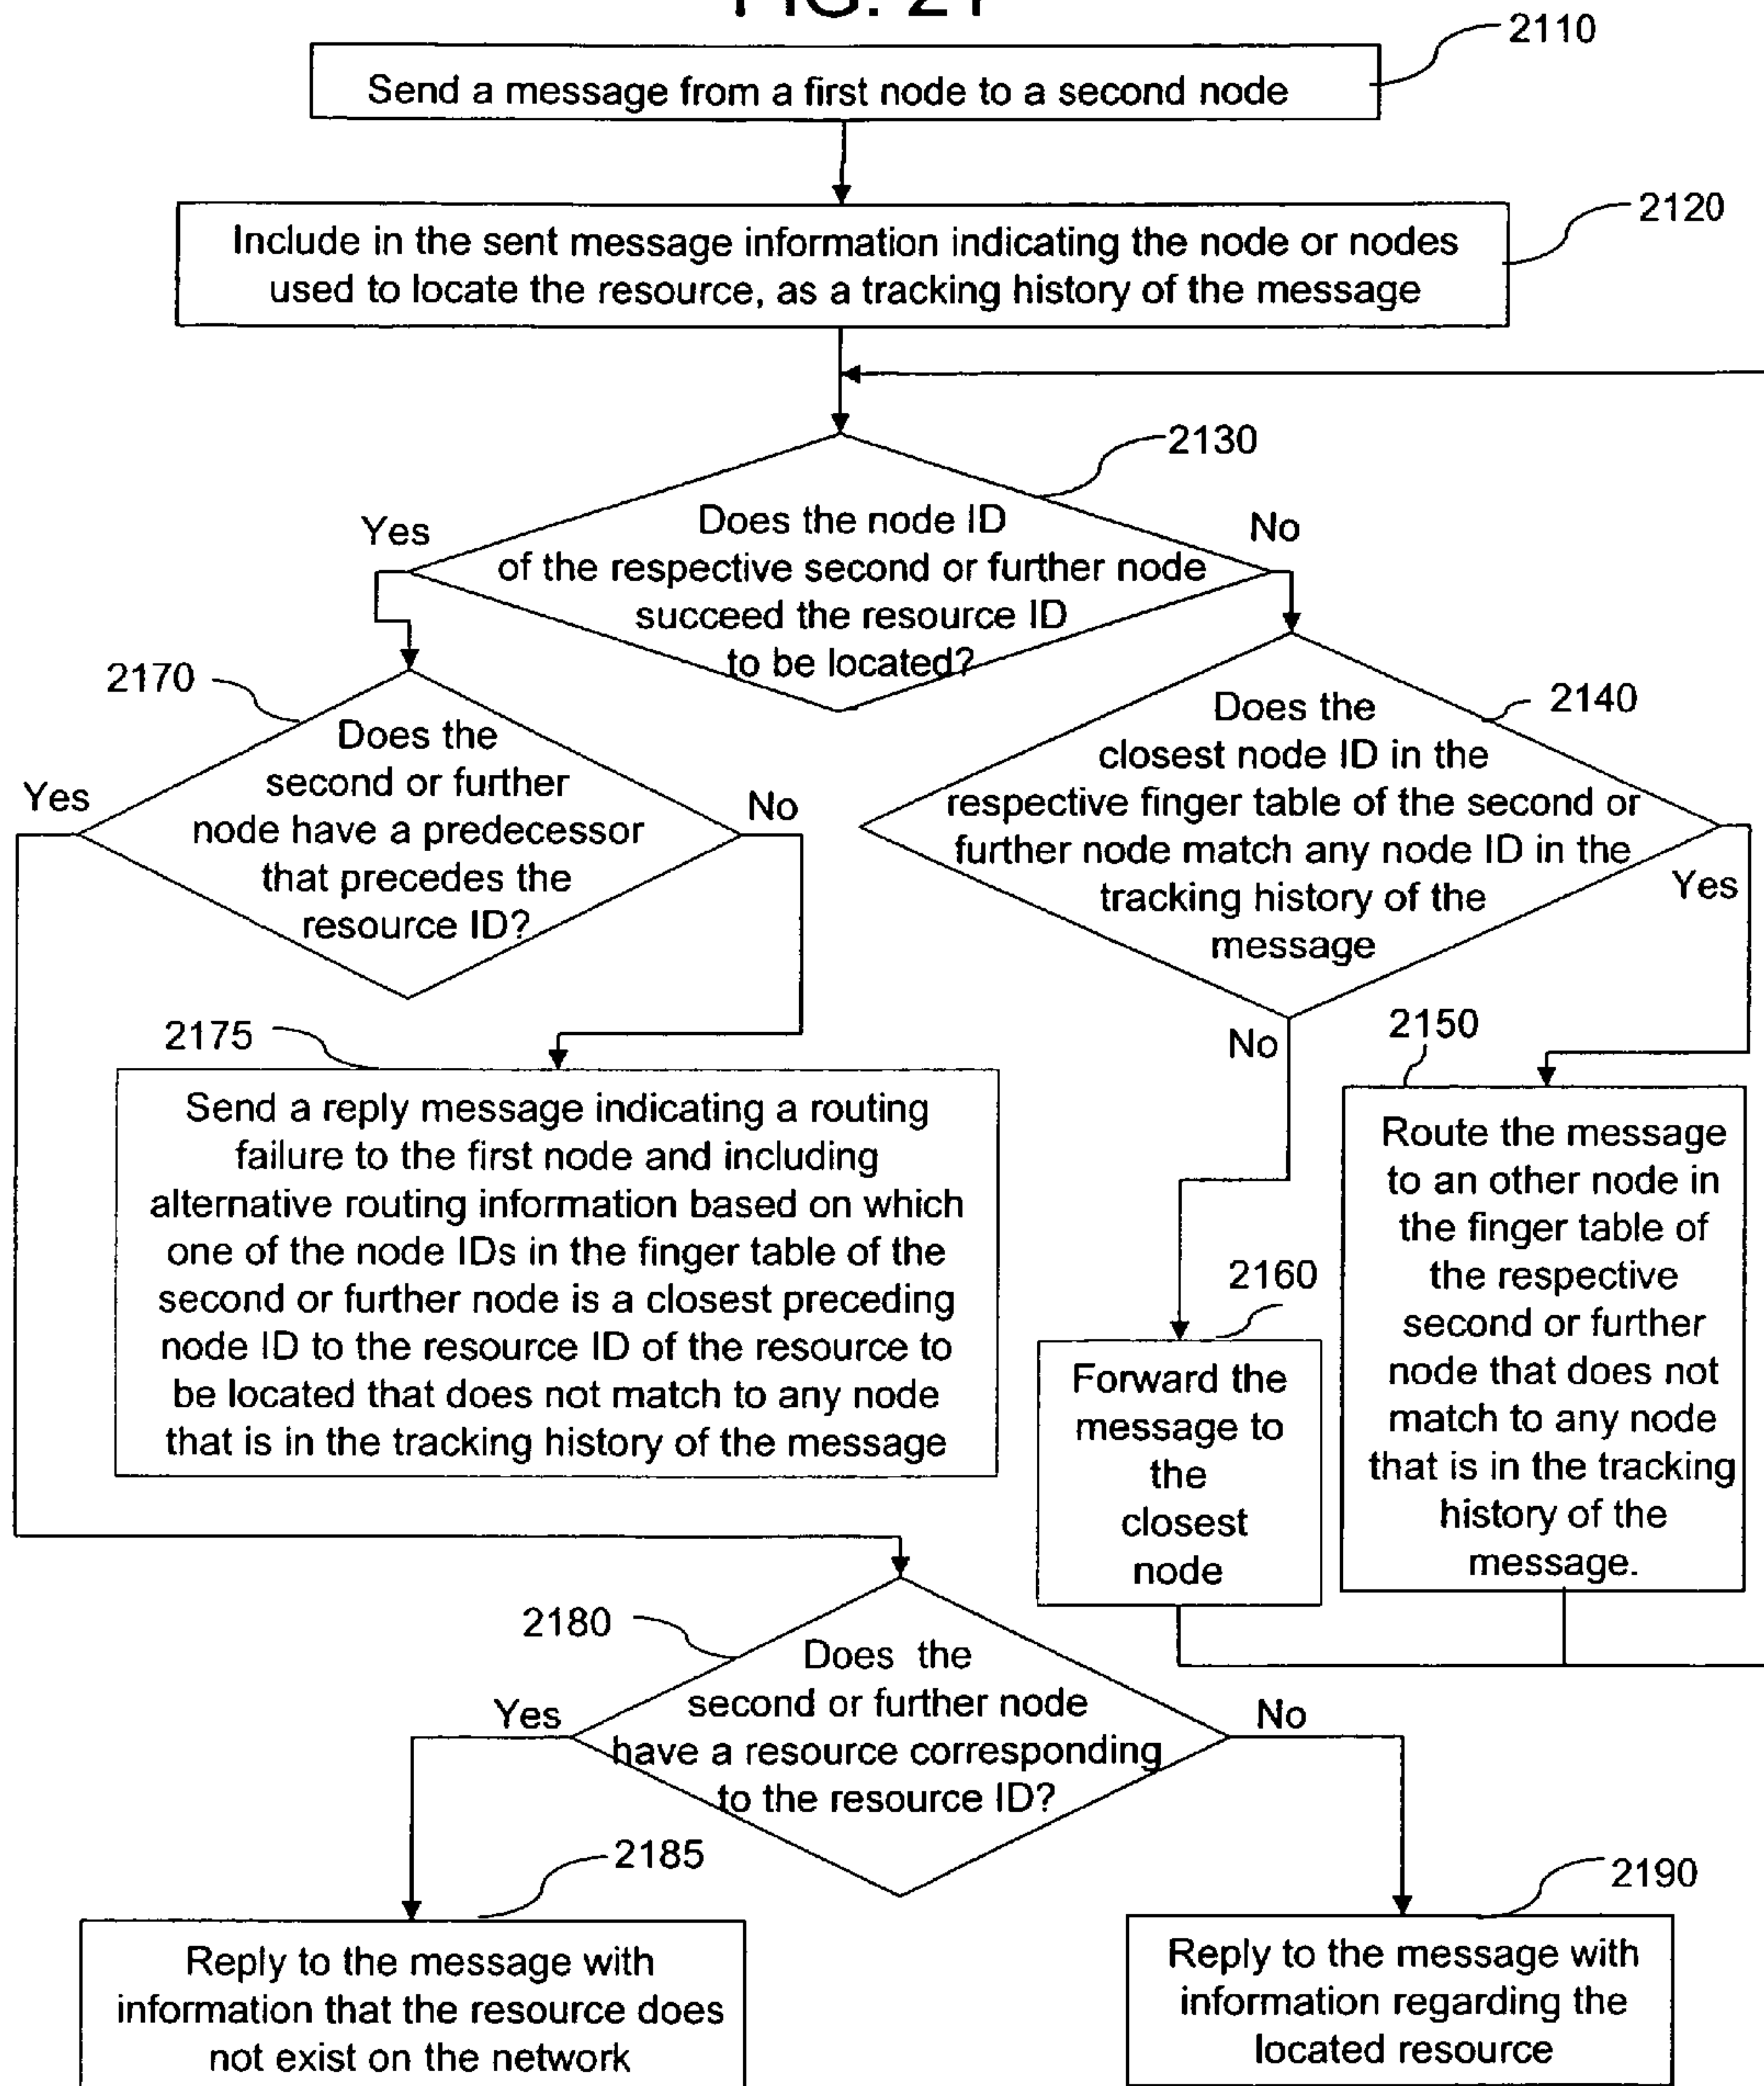 FIG. 21
2110
Send a message from a first node to a second node
2120
Include in the sent message information indicating the node or nodes
used to locate the resource, as a tracking history of the message
2130
Yes
Does the node ID
of the respective second or further node
succeed the resource ID
to be located?
No
2170
Yes
Does the
second or further
node have a predecessor
that precedes the
resource ID?
No
2140
Does the
closest node ID in the
respective finger table of the second or
further node match any node ID in the
tracking history of the
message
Yes
No
2175
Send a reply message indicating a routing
failure to the first node and including
alternative routing information based on which
one of the node IDs in the finger table of the
second or further node is a closest preceding
node ID to the resource ID of the resource to
be located that does not match to any node
that is in the tracking history of the message
2150
Route the message
to an other node in
the finger table of
the respective
second or further
node that does not
match to any node
that is in the tracking
history of the
message.
2160
Forward the
message to
the
closest
node
2180
Yes
Does the
second or further node
have a resource corresponding
to the resource ID?
No
2185
Reply to the message with
information that the resource does
not exist on the network
2190
Reply to the message with
information regarding the
located resource